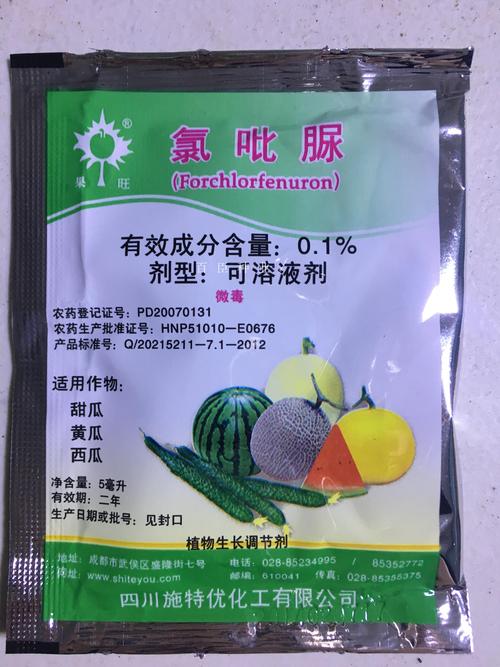 果旺®
氯吡脲
(Forchlorfenuron)
有效成分含量：0.1%
剂型：可溶液剂
微毒
农药登记证号：PD20070131
农药生产批准证号：HNP51010-E0676
产品标准号：Q/20215211-7.1-2012
适用作物：
甜瓜
黄瓜
西瓜
净含量：5毫升
有效期：二年
生产日期或批号：见封口
植物生长调节剂
地址：成都市武侯区盛隆街七号 电话：028-85234995 / 85352772
网址：www.shiteyou.com 邮编：610041 传真：028-85355375
四川施特优化工有限公司